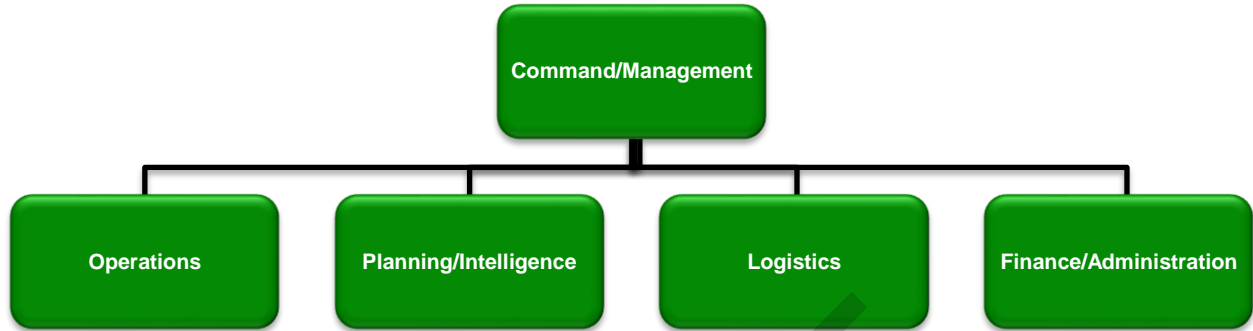 Command/Management
Operations
Planning/Intelligence
Logistics
Finance/Administration